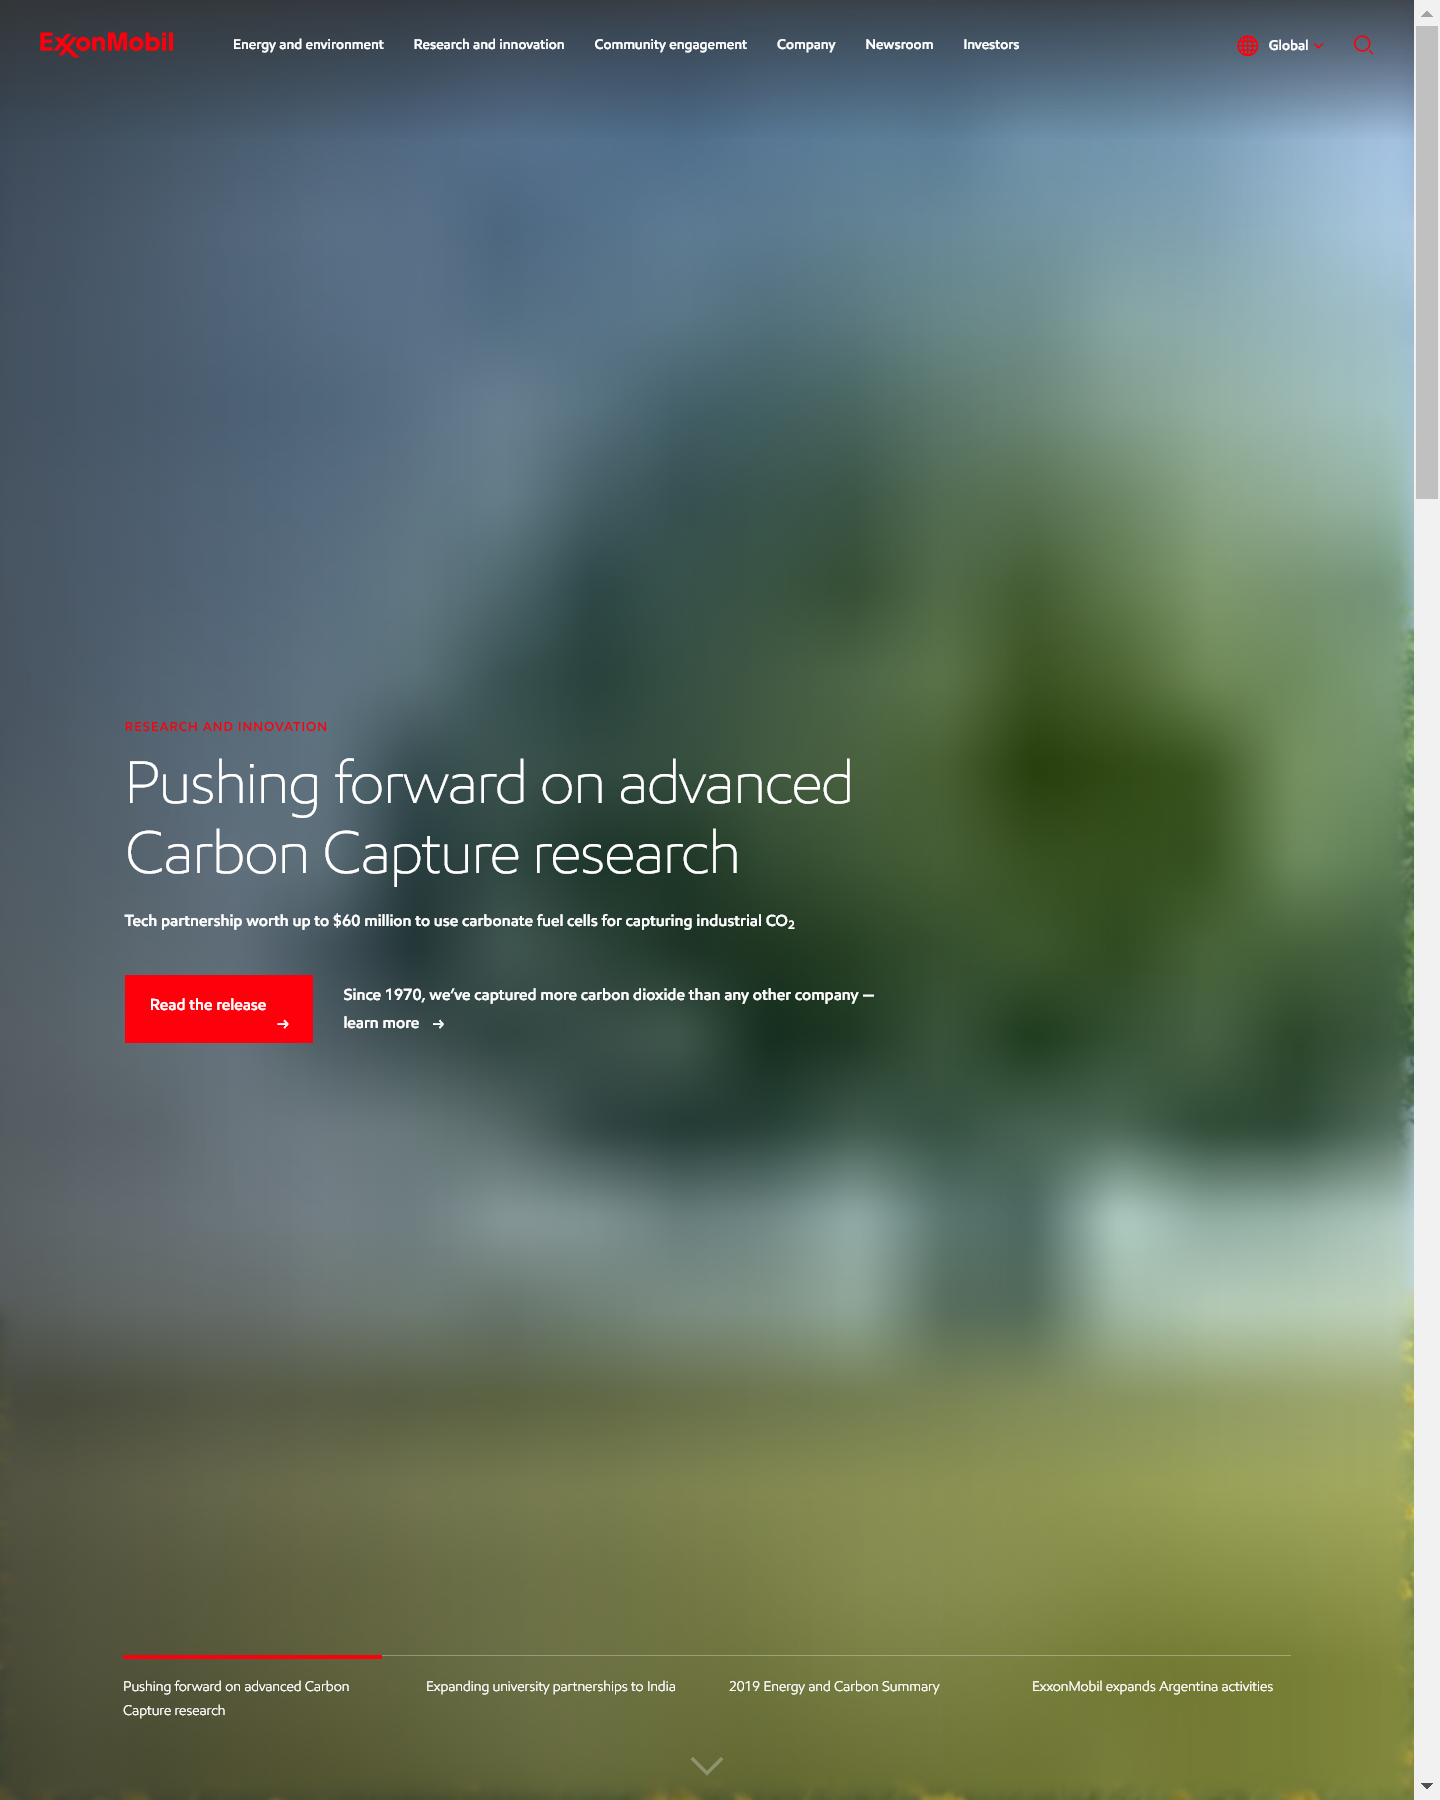 ExxonMobil
Energy and environment
Research and innovation
Community engagement
Company
Newsroom
Investors
Global
RESEARCH AND INNOVATION
Pushing forward on advanced
Carbon Capture research
Tech partnership worth up to $60 million to use carbonate fuel cells for capturing industrial CO₂
Read the release
Since 1970, we've captured more carbon dioxide than any other company –
learn more
Pushing forward on advanced Carbon
Capture research
Expanding university partnerships to India
2019 Energy and Carbon Summary
ExxonMobil expands Argentina activities